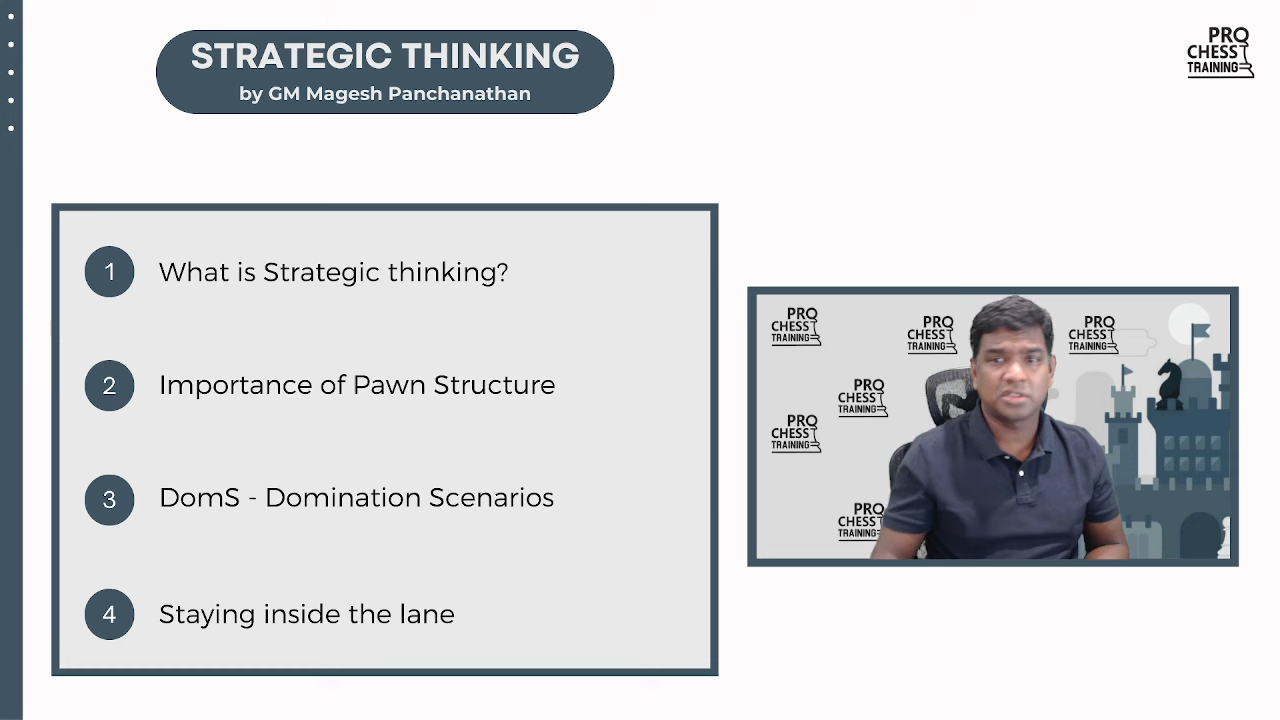 STRATEGIC THINKING
by GM Magesh Panchanathan
PRO
CHESS
TRAINING
1 What is Strategic thinking?
2 Importance of Pawn Structure
3 DomS - Domination Scenarios
4 Staying inside the lane
PRO
CHESS
TRAINING
PRO
CHESS
TRAINING
PRO
CHESS
TRAINING
PRO
CHESS
TRAINING
PRO
CHESS
TRAINING
PRO
CHESS
TRAINING